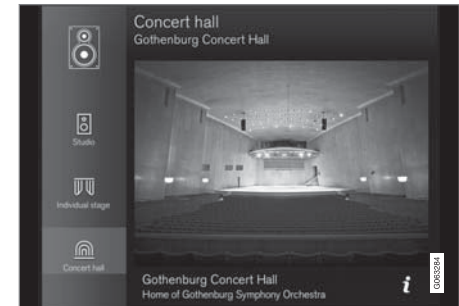 Concert hall
Gothenburg Concert Hall
Studio
Individual stage
Concert hall
Gothenburg Concert Hall
Home of Gothenburg Symphony Orchestra
i
G063284